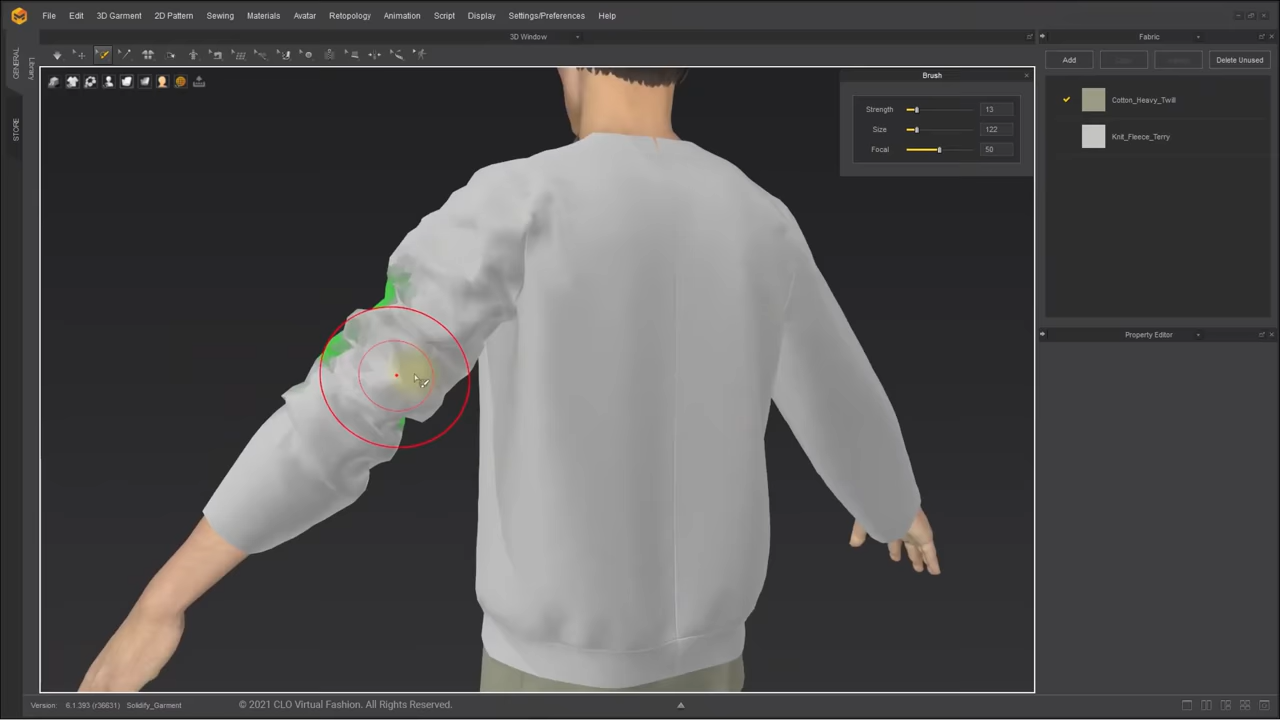 File Edit 3D Garment 2D Pattern Sewing Materials Avatar Retopology Animation Script Display Settings/Preferences Help
GENERAL
Library
STORE
3D Window
Fabric
Add
Delete Unused
Cotton_Heavy_Twill
Knit_Fleece_Terry
Brush
Strength 13
Size 122
Focal 50
Property Editor
Version: 6.1.393 (r36631) Solidify_Garment
© 2021 CLO Virtual Fashion. All Rights Reserved.